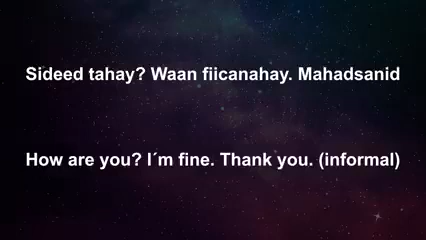 Sideed tahay? Waan fiicanahay. Mahadsanid
How are you? I´m fine. Thank you. (informal)